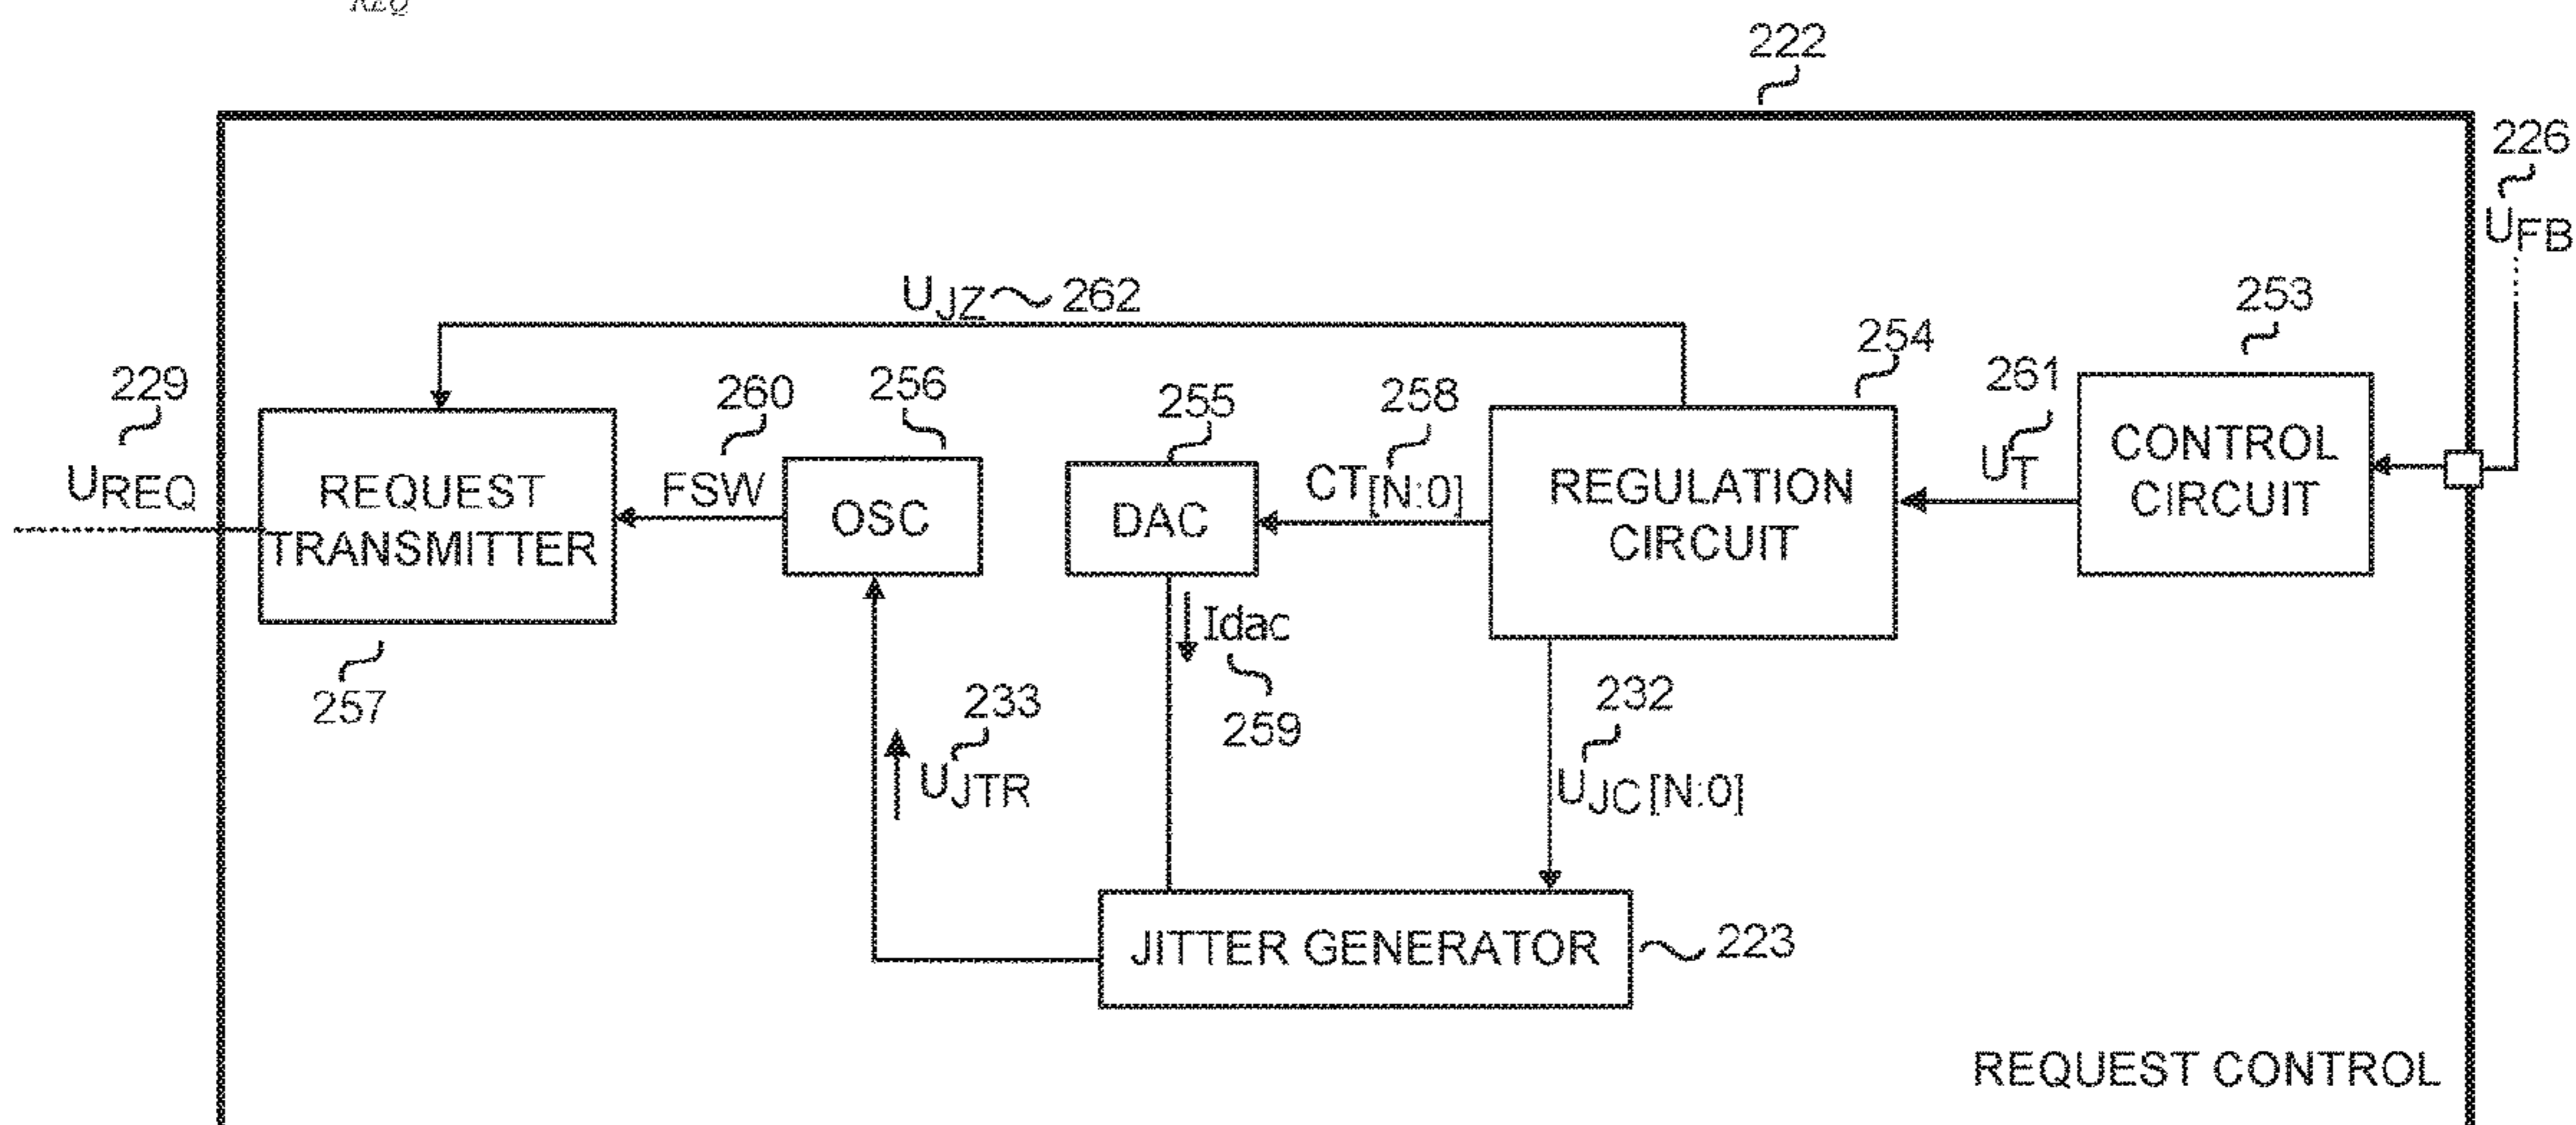 REQ
222
226
UFB
253
UJZ 262
254
229
260
256
255
258
261
UREQ
REQUEST
TRANSMITTER
FSW
OSC
DAC
CT[N:0]
REGULATION
CIRCUIT
UT
CONTROL
CIRCUIT
257
Idac
259
233
UJTR
232
UJC[N:0]
JITTER GENERATOR
223
REQUEST CONTROL